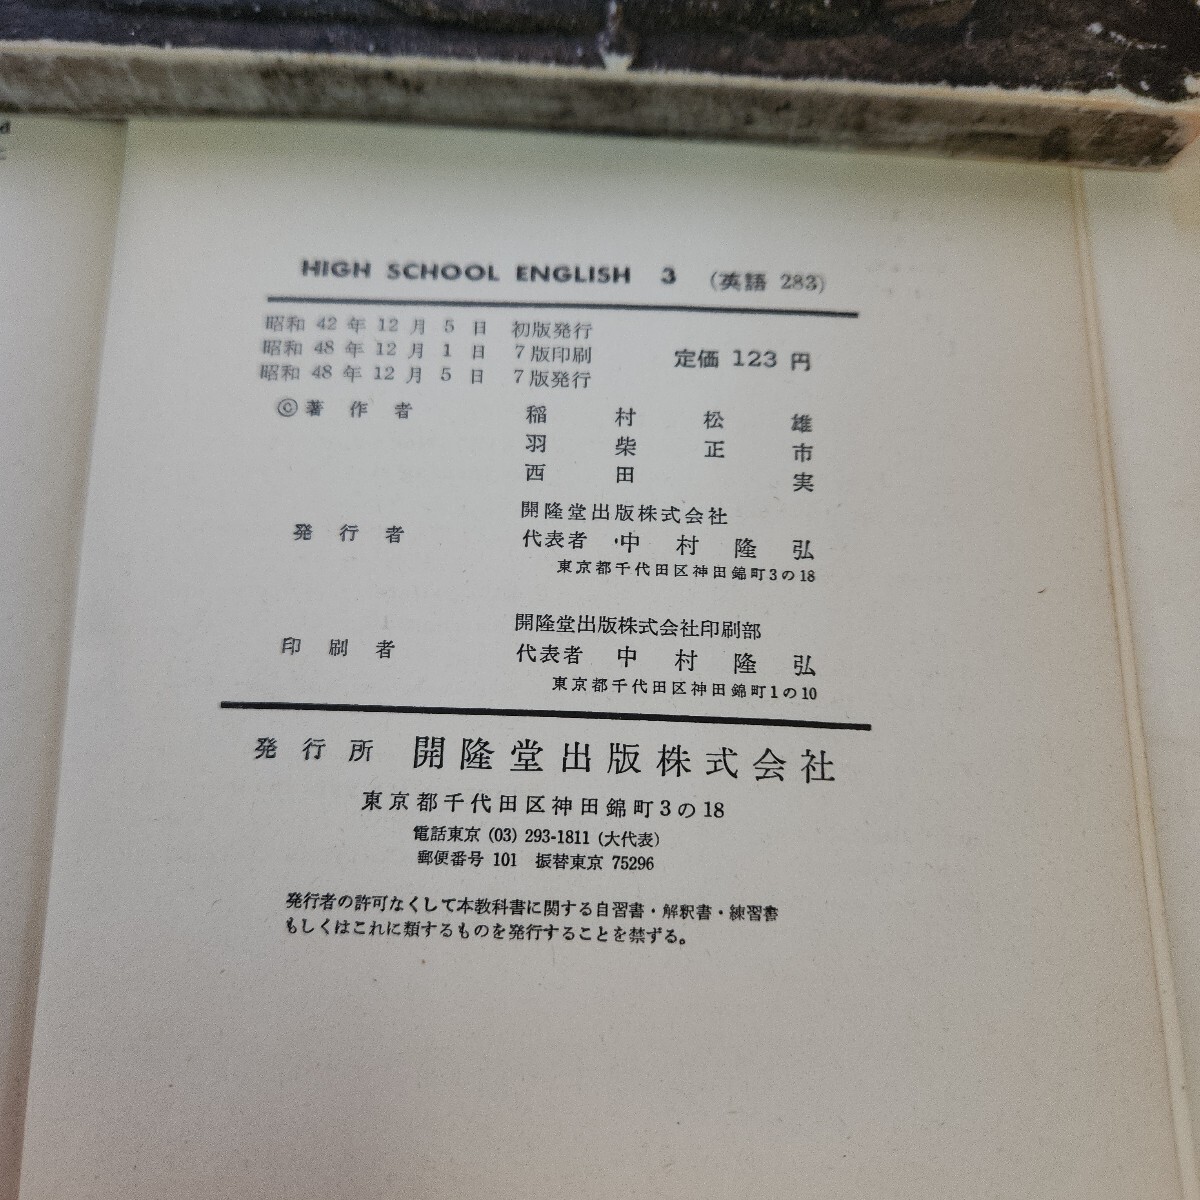 HIGH SCHOOL ENGLISH 3 (英語 283)
昭和 42 年 12 月 5 日 初版発行
昭和 48 年 12 月 1 日 7版印刷
昭和 48 年 12 月 5 日 7版発行
定価 123 円
©著作者 稲村松雄
羽柴正市
西田実
発行者 開隆堂出版株式会社
代表者 中村隆弘
東京都千代田区神田錦町3の18
印刷者 開隆堂出版株式会社印刷部
代表者 中村隆弘
東京都千代田区神田錦町1の10
発行所 開隆堂出版株式会社
東京都千代田区神田錦町3の18
電話東京 (03) 293-1811 (大代表)
郵便番号 101 振替東京 75296
発行者の許可なくして本教科書に関する自習書・解釈書・練習書
もしくはこれに類するものを発行することを禁ずる。